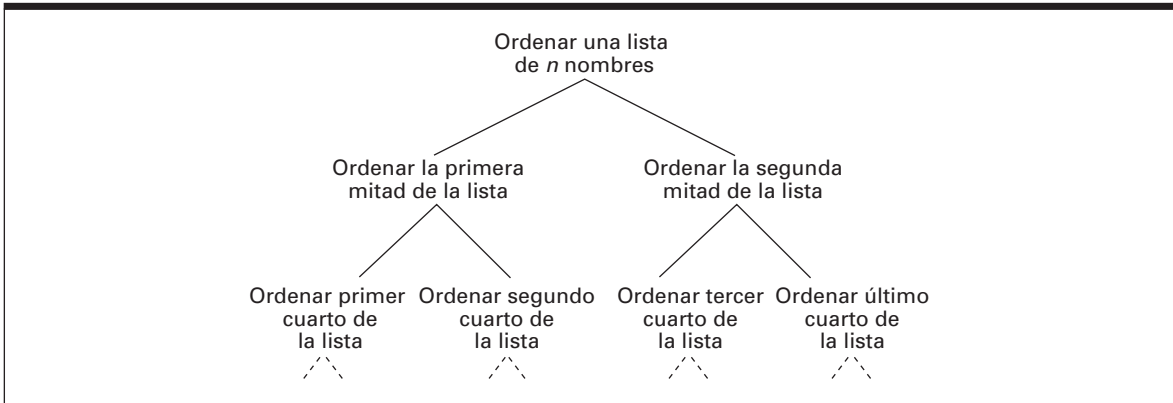 Ordenar una lista
de n nombres
Ordenar la primera
mitad de la lista
Ordenar la segunda
mitad de la lista
Ordenar primer
cuarto de
la lista
Ordenar segundo
cuarto de
la lista
Ordenar tercer
cuarto de
la lista
Ordenar último
cuarto de
la lista